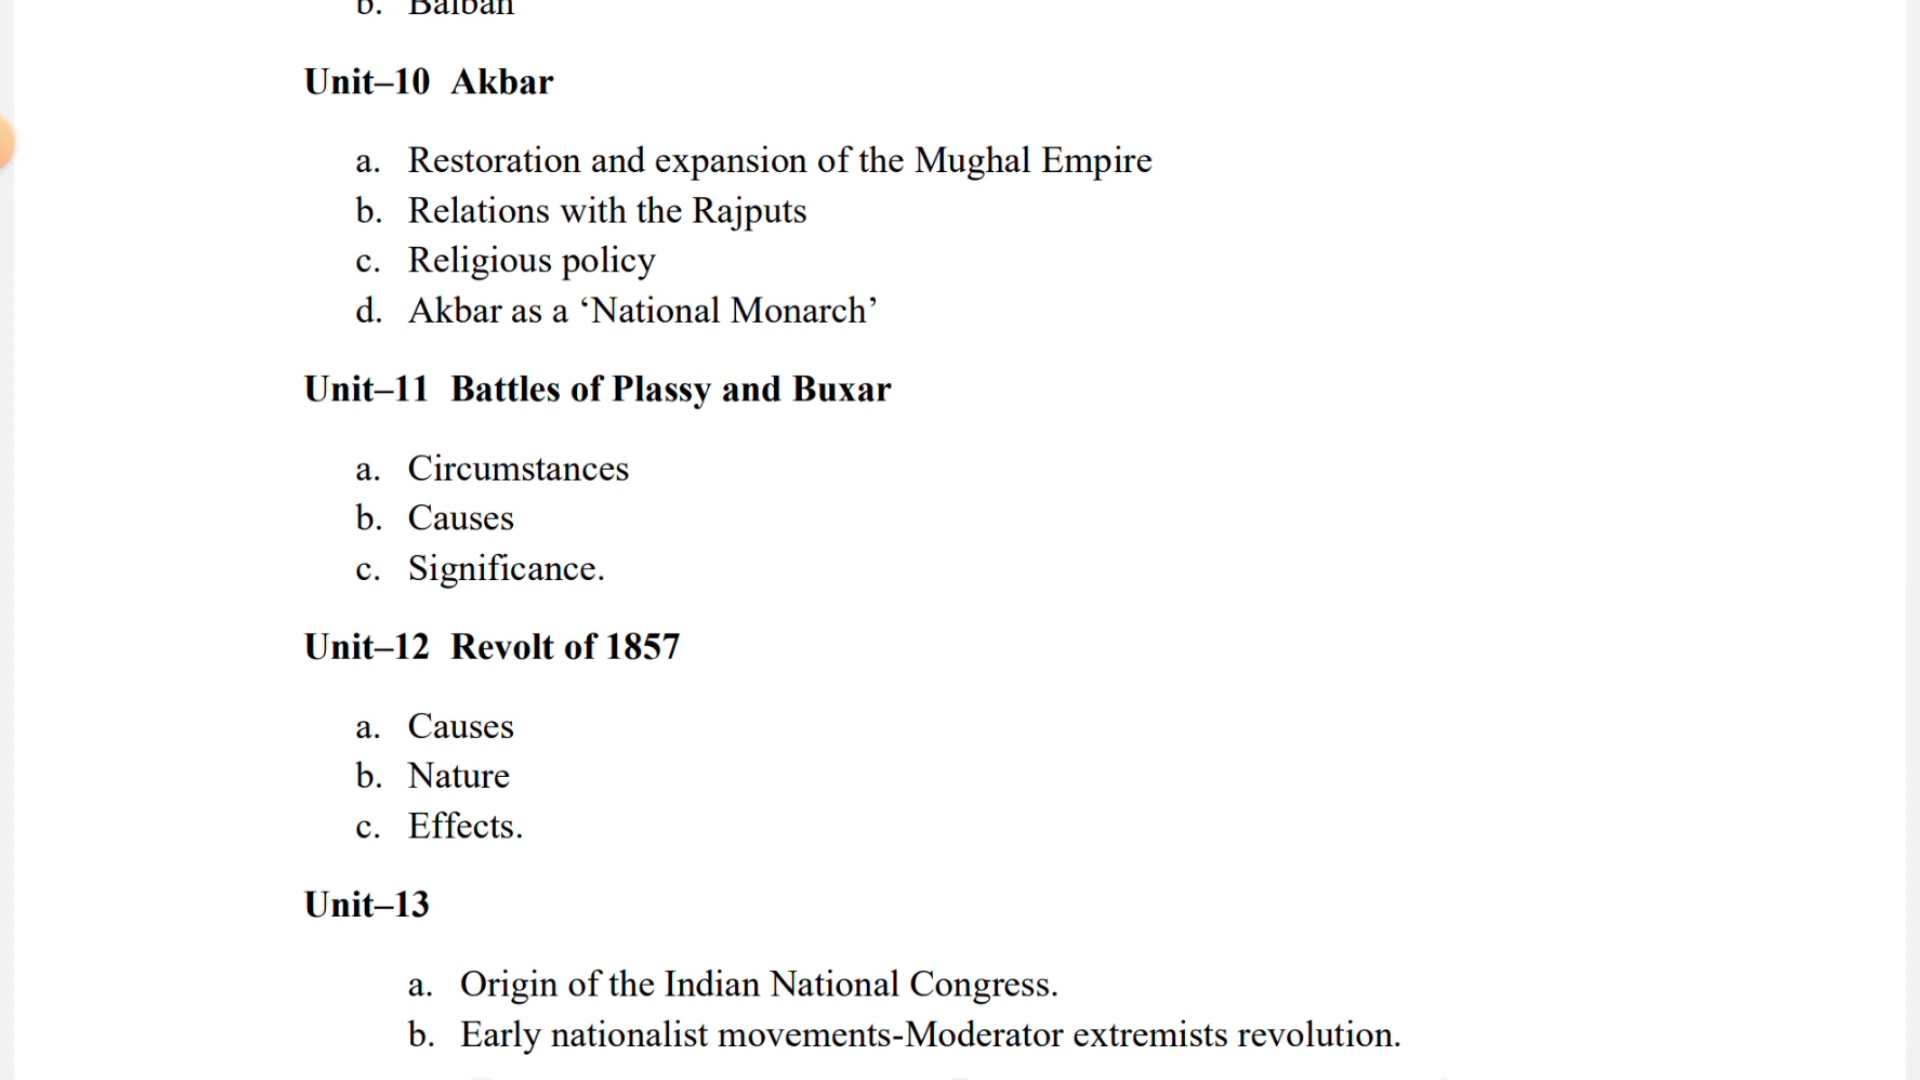 b. Balban
Unit–10 Akbar
a. Restoration and expansion of the Mughal Empire
b. Relations with the Rajputs
c. Religious policy
d. Akbar as a ‘National Monarch’
Unit–11 Battles of Plassy and Buxar
a. Circumstances
b. Causes
c. Significance.
Unit–12 Revolt of 1857
a. Causes
b. Nature
c. Effects.
Unit–13
a. Origin of the Indian National Congress.
b. Early nationalist movements-Moderator extremists revolution.